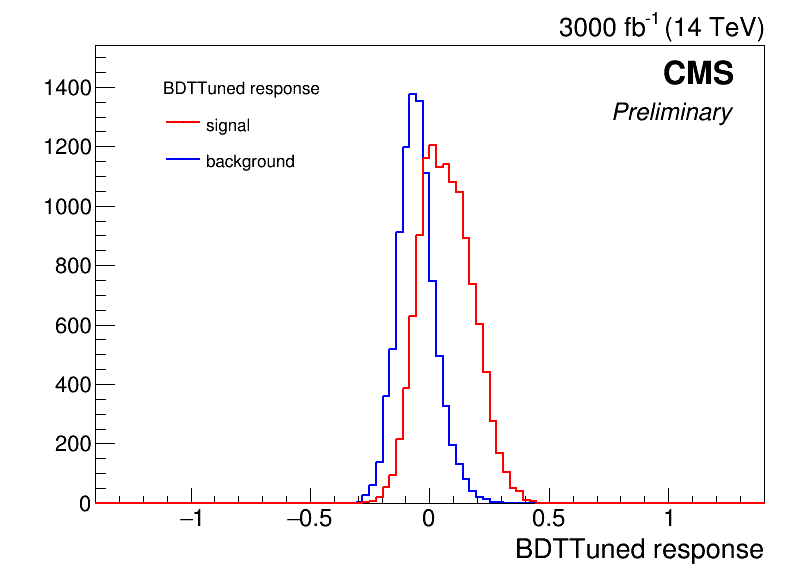 3000 fb-1 (14 TeV)
CMS
Preliminary
BDTTuned response
signal
background
1400
1200
1000
800
600
400
200
0
−1 −0.5 0 0.5 1
BDTTuned response